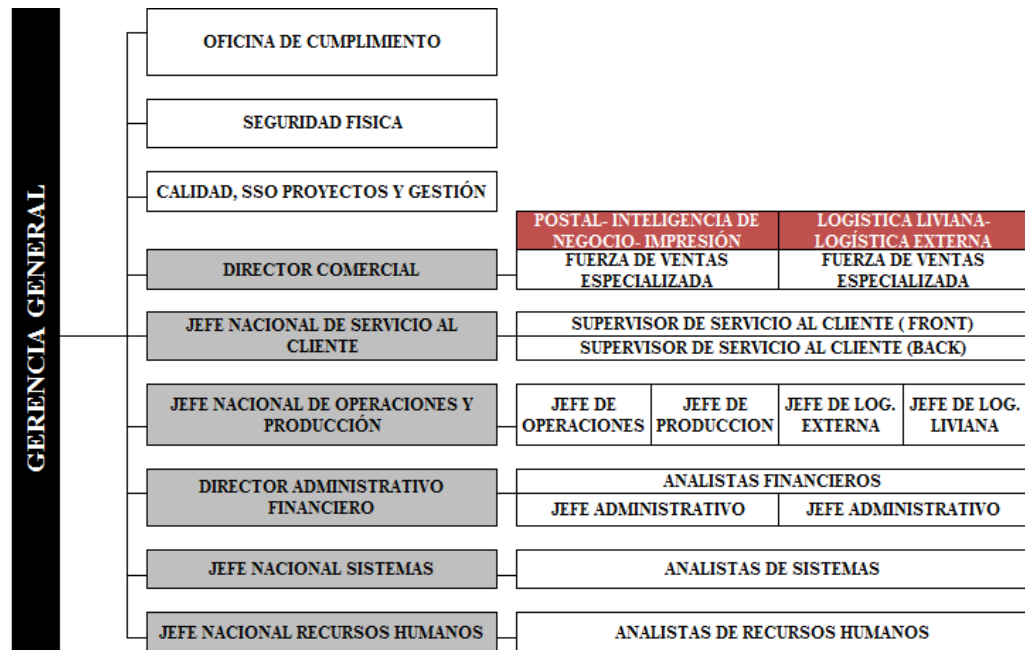 GERENCIA GENERAL
OFICINA DE CUMPLIMIENTO
SEGURIDAD FISICA
CALIDAD, SSO PROYECTOS Y GESTIÓN
POSTAL- INTELIGENCIA DE
NEGOCIO- IMPRESIÓN
LOGISTICA LIVIANA-
LOGÍSTICA EXTERNA
DIRECTOR COMERCIAL
FUERZA DE VENTAS
ESPECIALIZADA
FUERZA DE VENTAS
ESPECIALIZADA
JEFE NACIONAL DE SERVICIO AL
CLIENTE
SUPERVISOR DE SERVICIO AL CLIENTE ( FRONT)
SUPERVISOR DE SERVICIO AL CLIENTE (BACK)
JEFE NACIONAL DE OPERACIONES Y
PRODUCCIÓN
JEFE DE
OPERACIONES
JEFE DE
PRODUCCION
JEFE DE LOG.
EXTERNA
JEFE DE LOG.
LIVIANA
DIRECTOR ADMINISTRATIVO
FINANCIERO
ANALISTAS FINANCIEROS
JEFE ADMINISTRATIVO
JEFE ADMINISTRATIVO
JEFE NACIONAL SISTEMAS
ANALISTAS DE SISTEMAS
JEFE NACIONAL RECURSOS HUMANOS
ANALISTAS DE RECURSOS HUMANOS